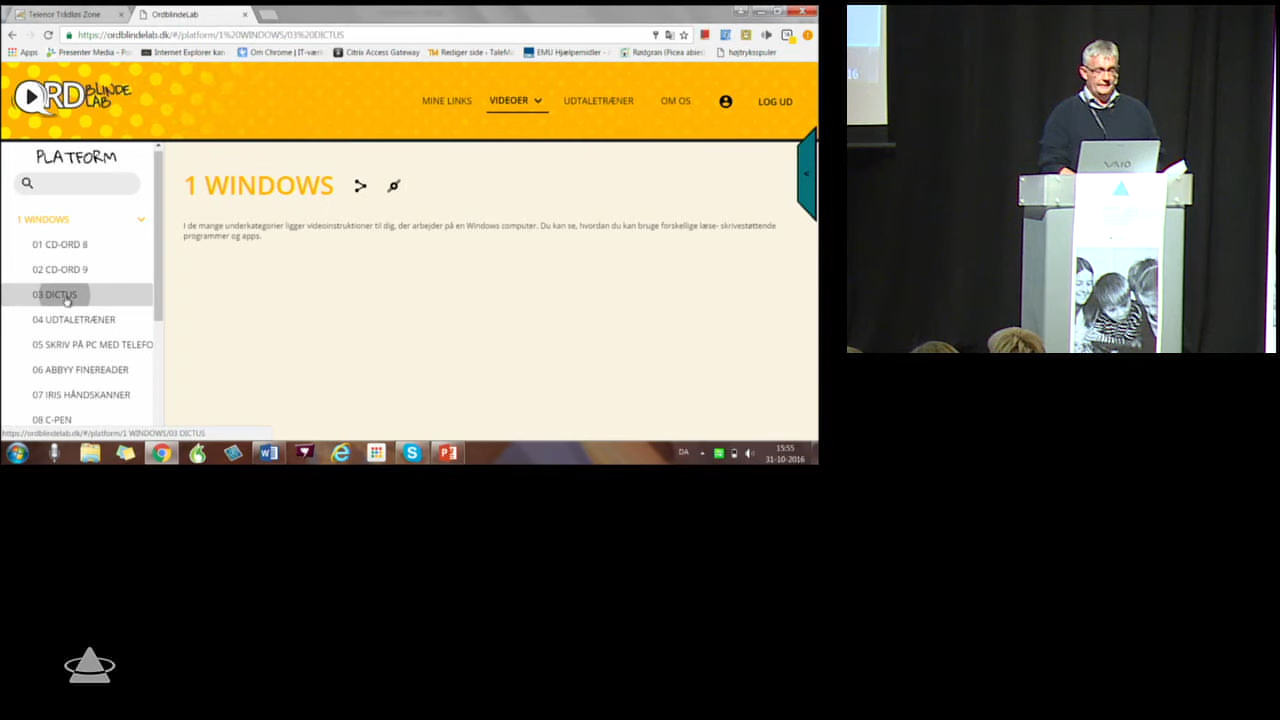 Telenor Trådløs Zone
OrdblindeLab
https://ordblindelab.dk/#/platform/1%20WINDOWS/03%20DICTUS
Apps
Presenter Media - Po
Internet Explorer kan
Om Chrome | IT-værk
Citrix Access Gateway
TM Rediger side ‹ TaleM
EMU Hjælpemidler -
Rødgran (Picea abies)
højtryksspuler
ORD BLINDE LAB
MINE LINKS
VIDEOER
UDTALETRÆNER
OM OS
LOG UD
PLATFORM
1 WINDOWS
01 CD-ORD 8
02 CD-ORD 9
03 DICTUS
04 UDTALETRÆNER
05 SKRIV PÅ PC MED TELEFO
06 ABBYY FINEREADER
07 IRIS HÅNDSKANNER
08 C-PEN
1 WINDOWS
I de mange underkategorier ligger videoinstruktioner til dig, der arbejder på en Windows computer. Du kan se, hvordan du kan bruge forskellige læse- skrivestøttende
programmer og apps.
<
https://ordblindelab.dk/#/platform/1 WINDOWS/03 DICTUS
DA
15:55
31-10-2016
16
VAIO